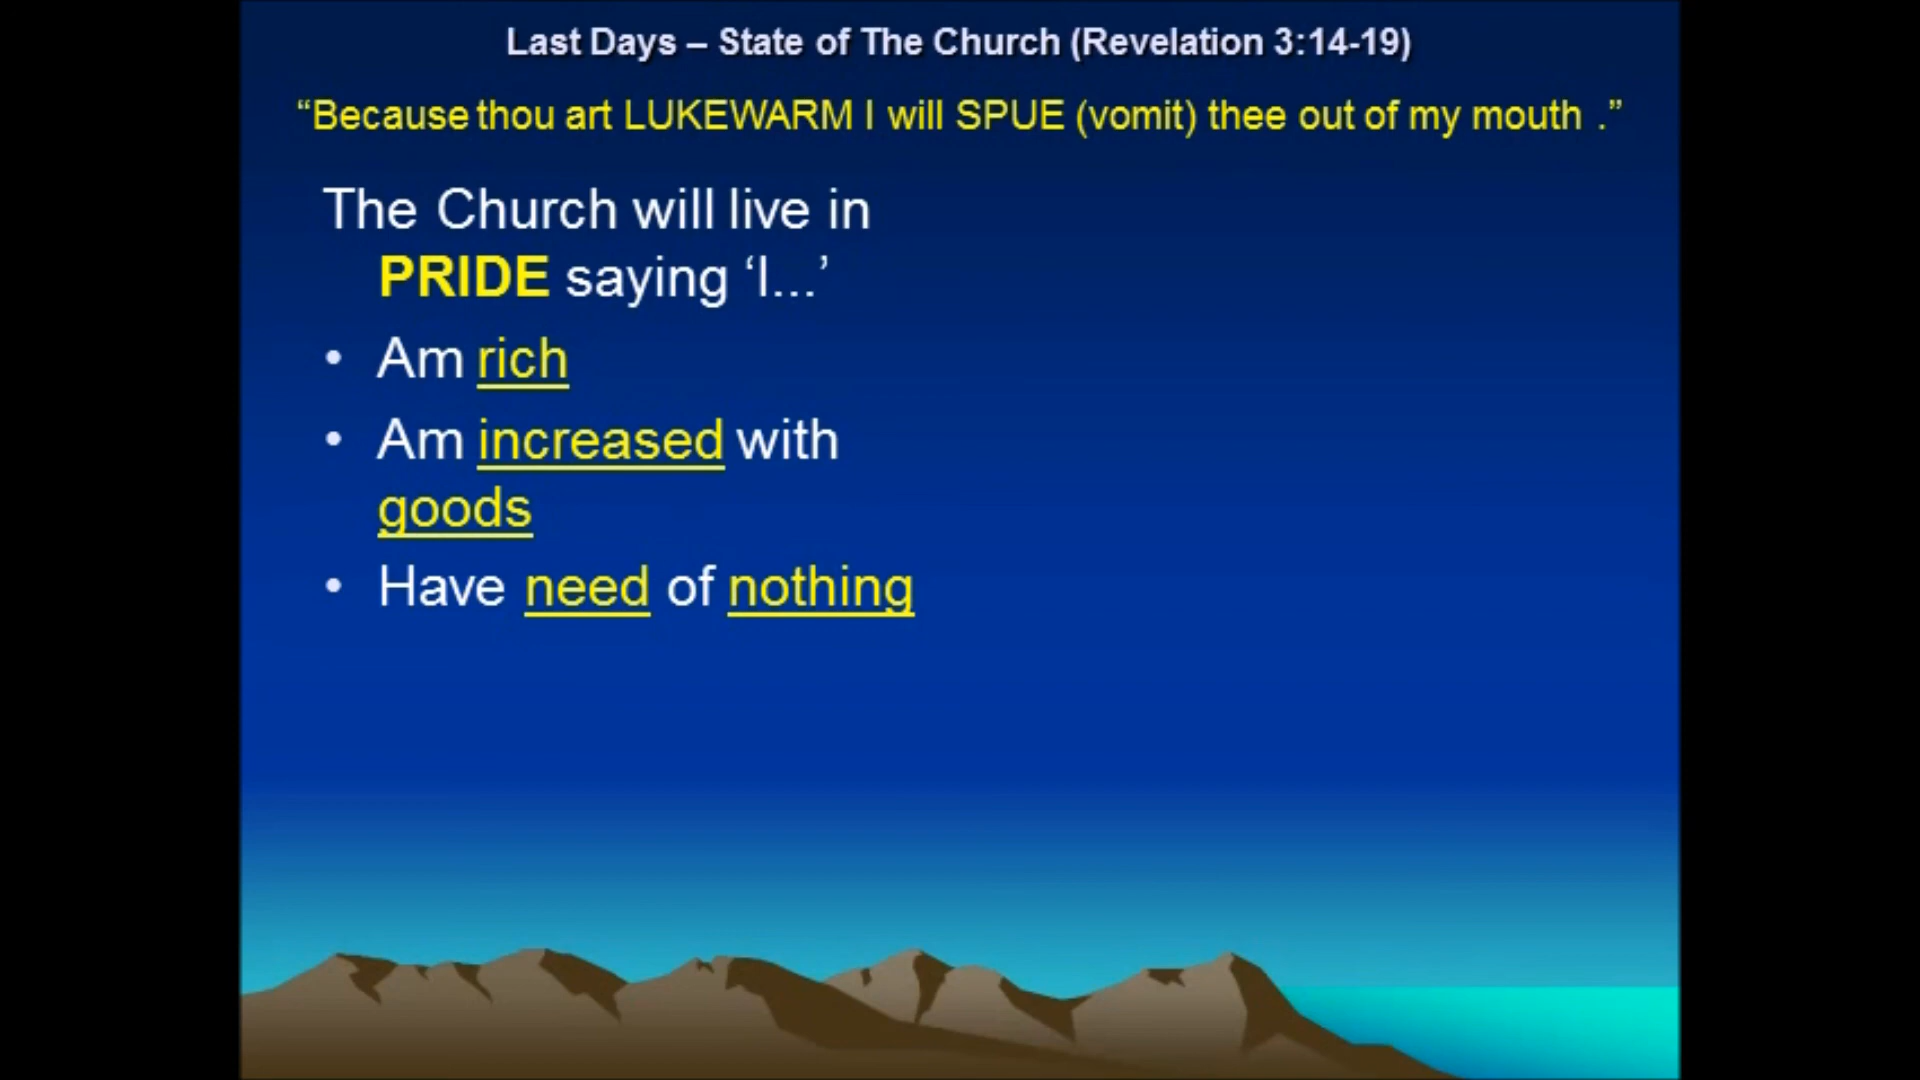 Last Days – State of The Church (Revelation 3:14-19)
“Because thou art LUKEWARM I will SPUE (vomit) thee out of my mouth .”
The Church will live in
PRIDE saying ‘I...’
• Am rich
• Am increased with
goods
• Have need of nothing